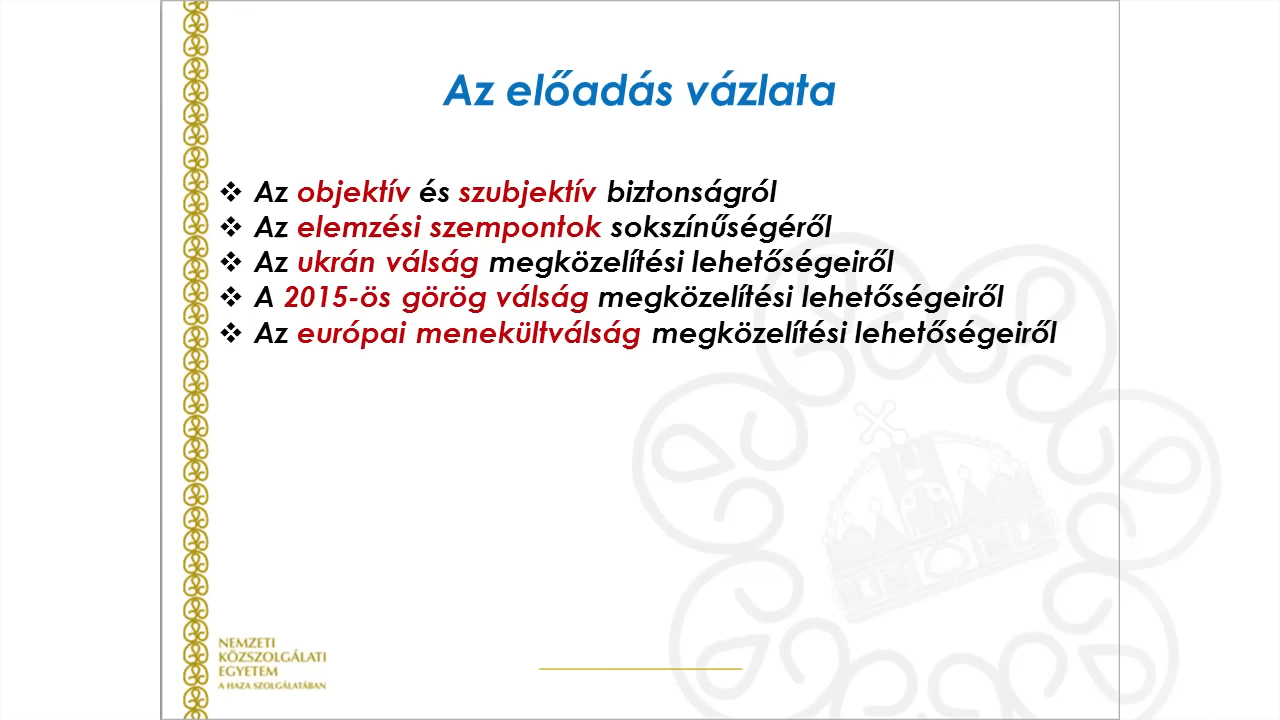 Az előadás vázlata
❖ Az objektív és szubjektív biztonságról
❖ Az elemzési szempontok sokszínűségéről
❖ Az ukrán válság megközelítési lehetőségeiről
❖ A 2015-ös görög válság megközelítési lehetőségeiről
❖ Az európai menekültválság megközelítési lehetőségeiről
NEMZETI
KÖZSZOLGÁLATI
EGYETEM
A HAZA SZOLGÁLATÁBAN